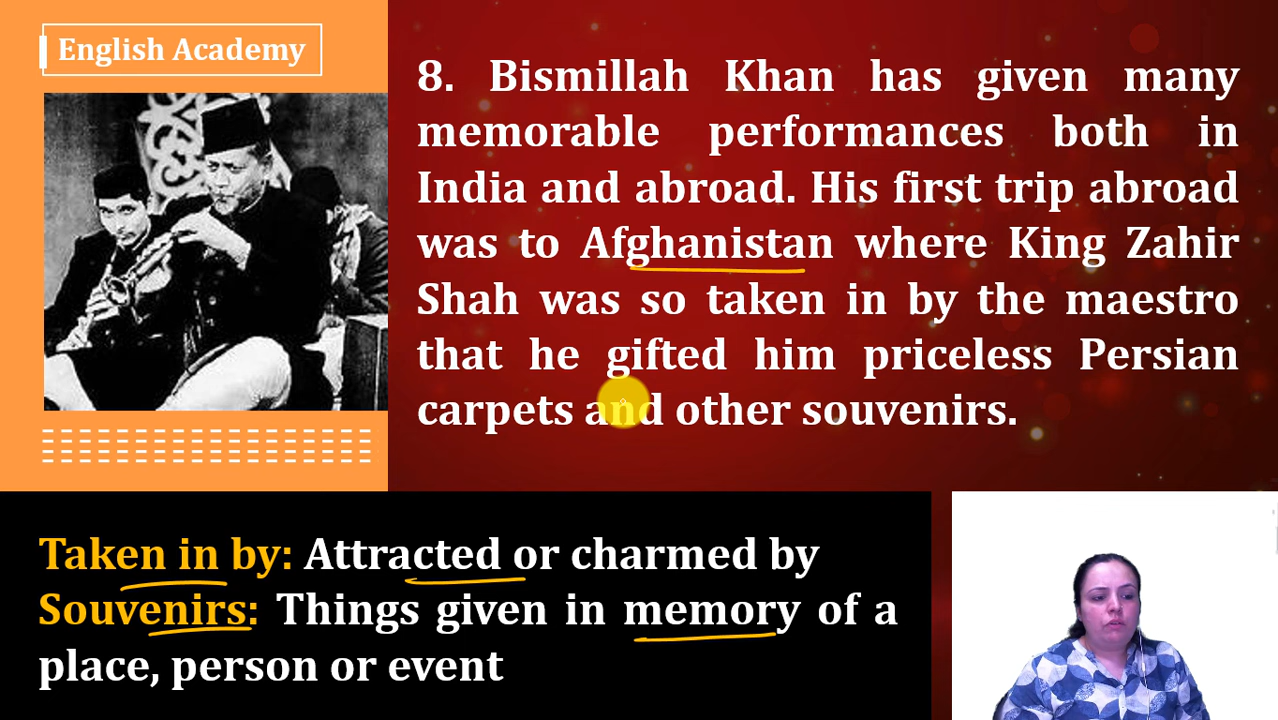 English Academy
8. Bismillah Khan has given many
memorable performances both in
India and abroad. His first trip abroad
was to Afghanistan where King Zahir
Shah was so taken in by the maestro
that he gifted him priceless Persian
carpets and other souvenirs.
Taken in by: Attracted or charmed by
Souvenirs: Things given in memory of a
place, person or event